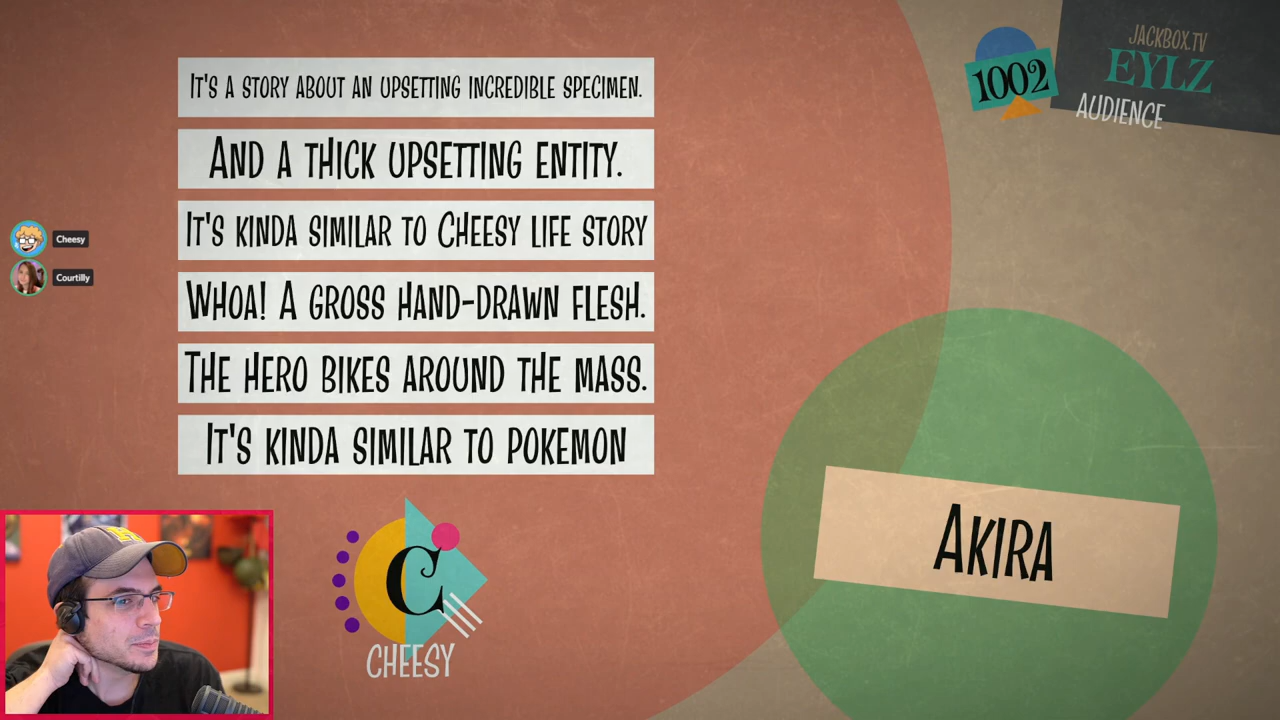 It's a story about an upsetting incredible specimen.
And a thick upsetting entity.
It's kinda similar to Cheesy life story
Whoa! A gross hand-drawn flesh.
The hero bikes around the mass.
It's kinda similar to pokemon
Cheesy
Courtilly
1002
JACKBOX.TV
EYLZ
AUDIENCE
Akira
C
CHEESY